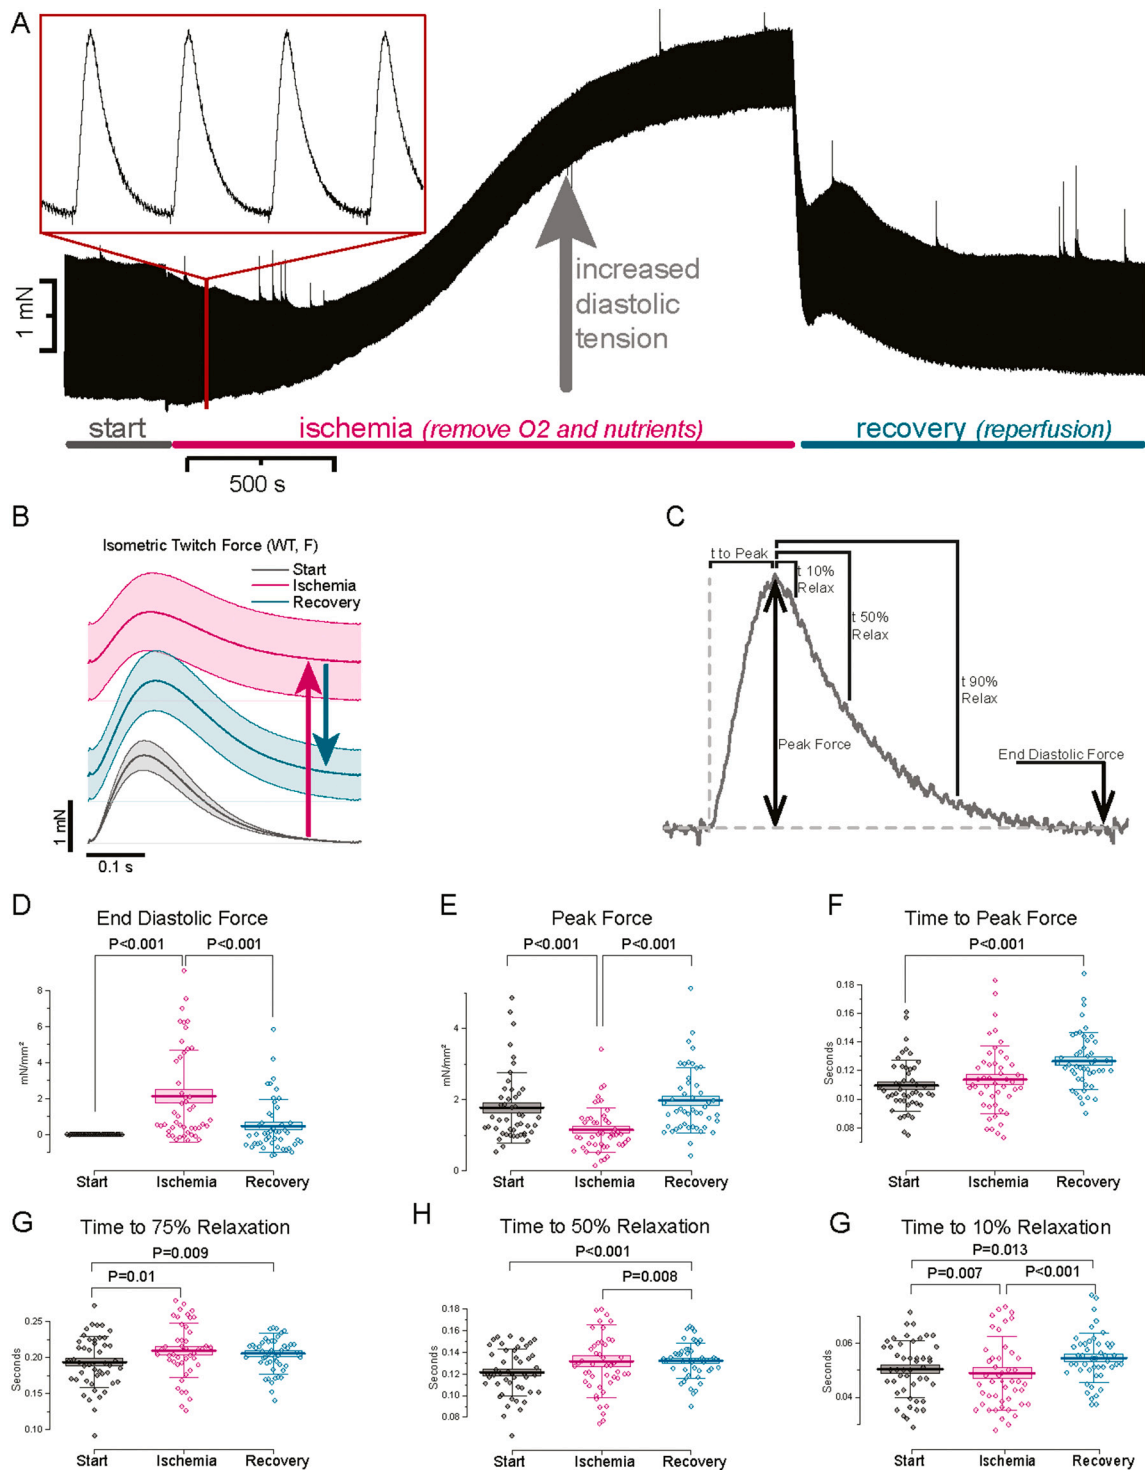 A
1 mN
increased
diastolic
tension
start
ischemia (remove O2 and nutrients)
recovery (reperfusion)
500 s
B
Isometric Twitch Force (WT, F)
Start
Ischemia
Recovery
1 mN
0.1 s
C
t to Peak
t 10%
Relax
t 50%
Relax
t 90%
Relax
Peak Force
End Diastolic Force
D
End Diastolic Force
P<0.001
P<0.001
mN/mm²
8
6
4
2
0
Start
Ischemia
Recovery
E
Peak Force
P<0.001
P<0.001
mN/mm²
4
2
0
Start
Ischemia
Recovery
F
Time to Peak Force
P<0.001
Seconds
0.18
0.16
0.14
0.12
0.10
0.08
Start
Ischemia
Recovery
G
Time to 75% Relaxation
P=0.009
P=0.01
Seconds
0.25
0.20
0.15
0.10
Start
Ischemia
Recovery
H
Time to 50% Relaxation
P<0.001
P=0.008
Seconds
0.18
0.16
0.14
0.12
0.10
0.08
Start
Ischemia
Recovery
G
Time to 10% Relaxation
P=0.013
P=0.007
P<0.001
Seconds
0.06
0.04
Start
Ischemia
Recovery